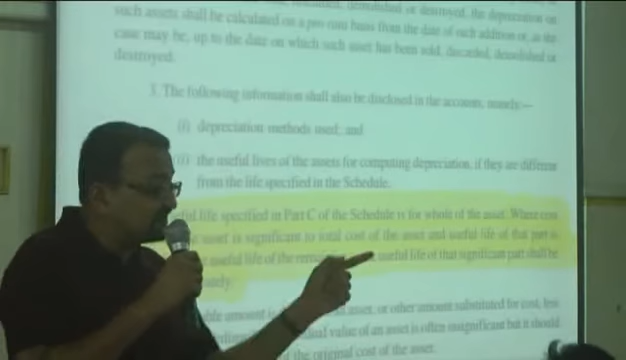 such assets shall be calculated on a pro rata basis from the date of such addition or, as the
case may be, up to the date on which such asset has been sold, discarded, demolished or
destroyed.
3. The following information shall also be disclosed in the accounts, namely:—
(i) depreciation methods used; and
the useful lives of the assets for computing depreciation, if they are different
from the life specified in the Schedule.
life specified in Part C of the Schedule is for whole of the asset. Where cost
asset is significant to total cost of the asset and useful life of that part is
useful life of the useful life of that significant part shall be
amount is asset, or other amount substituted for cost, less
value of an asset is often insignificant but it should
of the original cost of the asset.